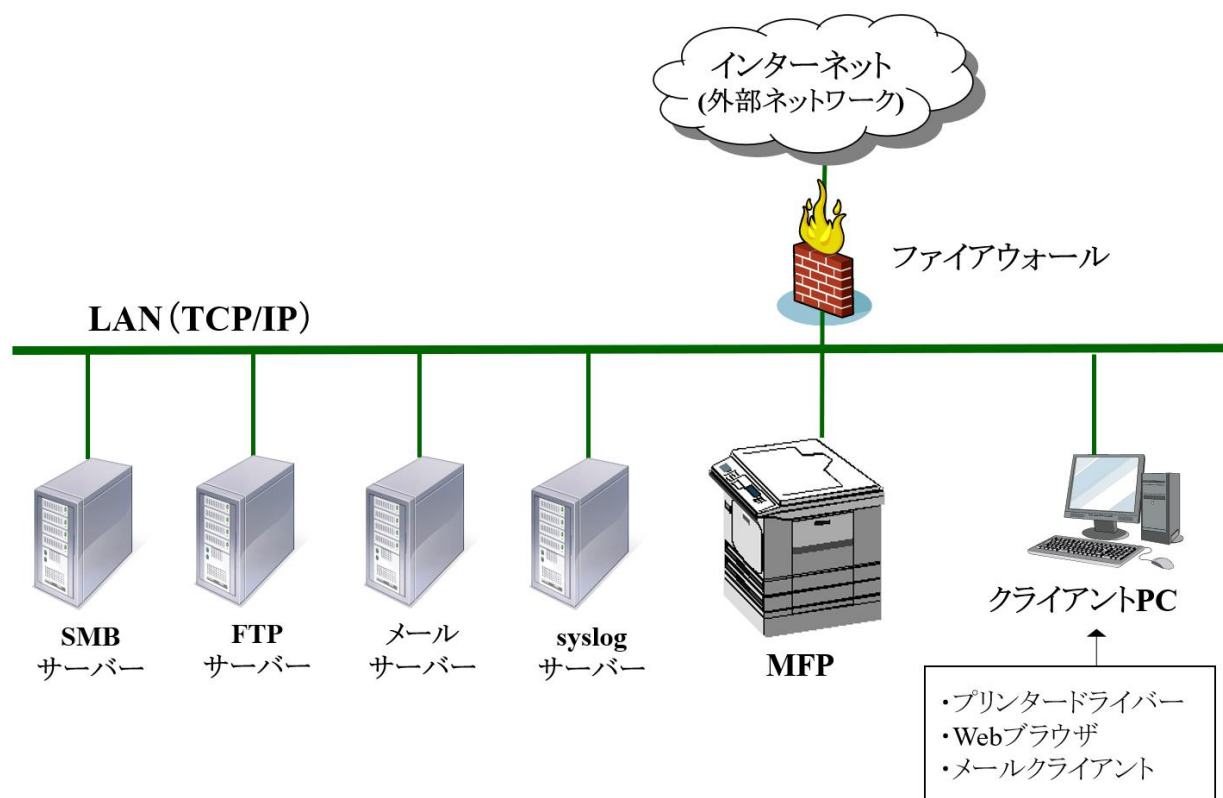 インターネット
(外部ネットワーク)
ファイアウォール
LAN（TCP/IP）
SMB
サーバー
FTP
サーバー
メール
サーバー
syslog
サーバー
MFP
クライアントPC
・プリンタードライバー
・Webブラウザ
・メールクライアント